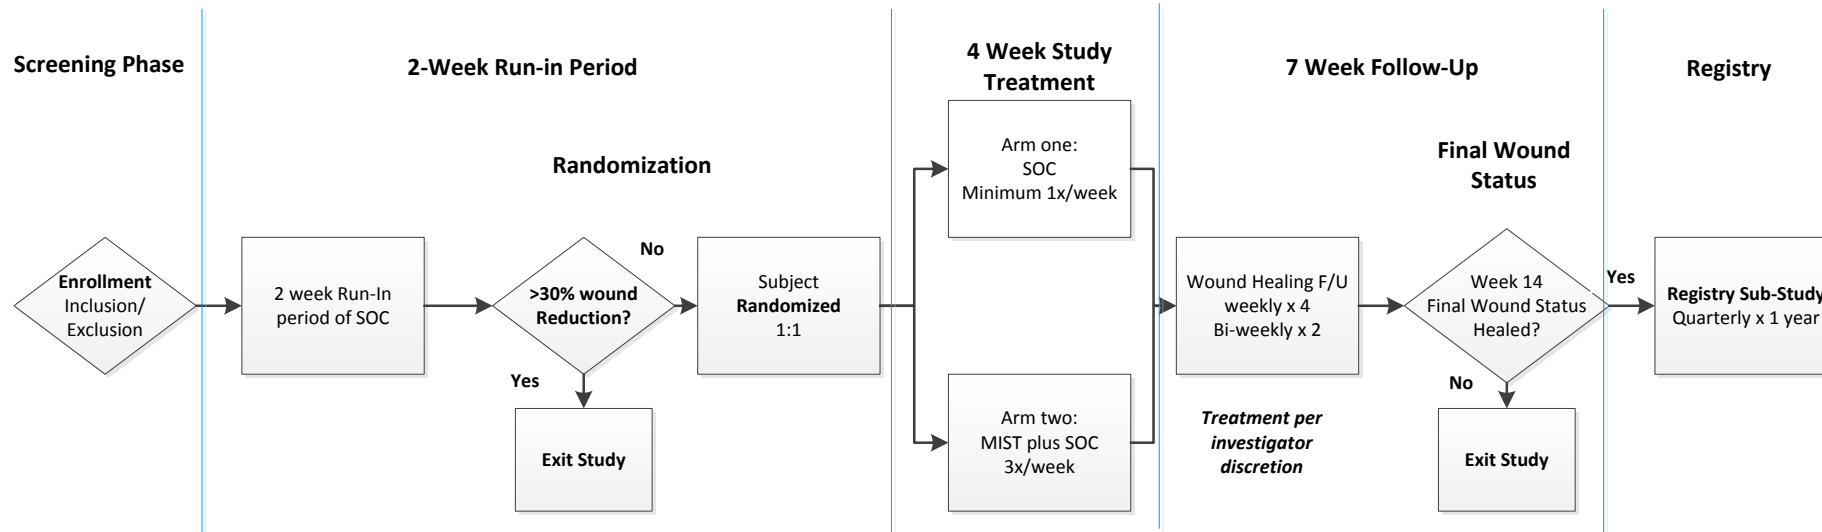 Screening Phase
2-Week Run-in Period
4 Week Study
Treatment
7 Week Follow-Up
Registry
Randomization
Final Wound
Status
Enrollment
Inclusion/
Exclusion
2 week Run-In
period of SOC
>30% wound
Reduction?
No
Yes
Exit Study
Subject
Randomized
1:1
Arm one:
SOC
Minimum 1x/week
Arm two:
MIST plus SOC
3x/week
Wound Healing F/U
weekly x 4
Bi-weekly x 2
Treatment per
investigator
discretion
Week 14
Final Wound Status
Healed?
Yes
No
Exit Study
Registry Sub-Study
Quarterly x 1 year